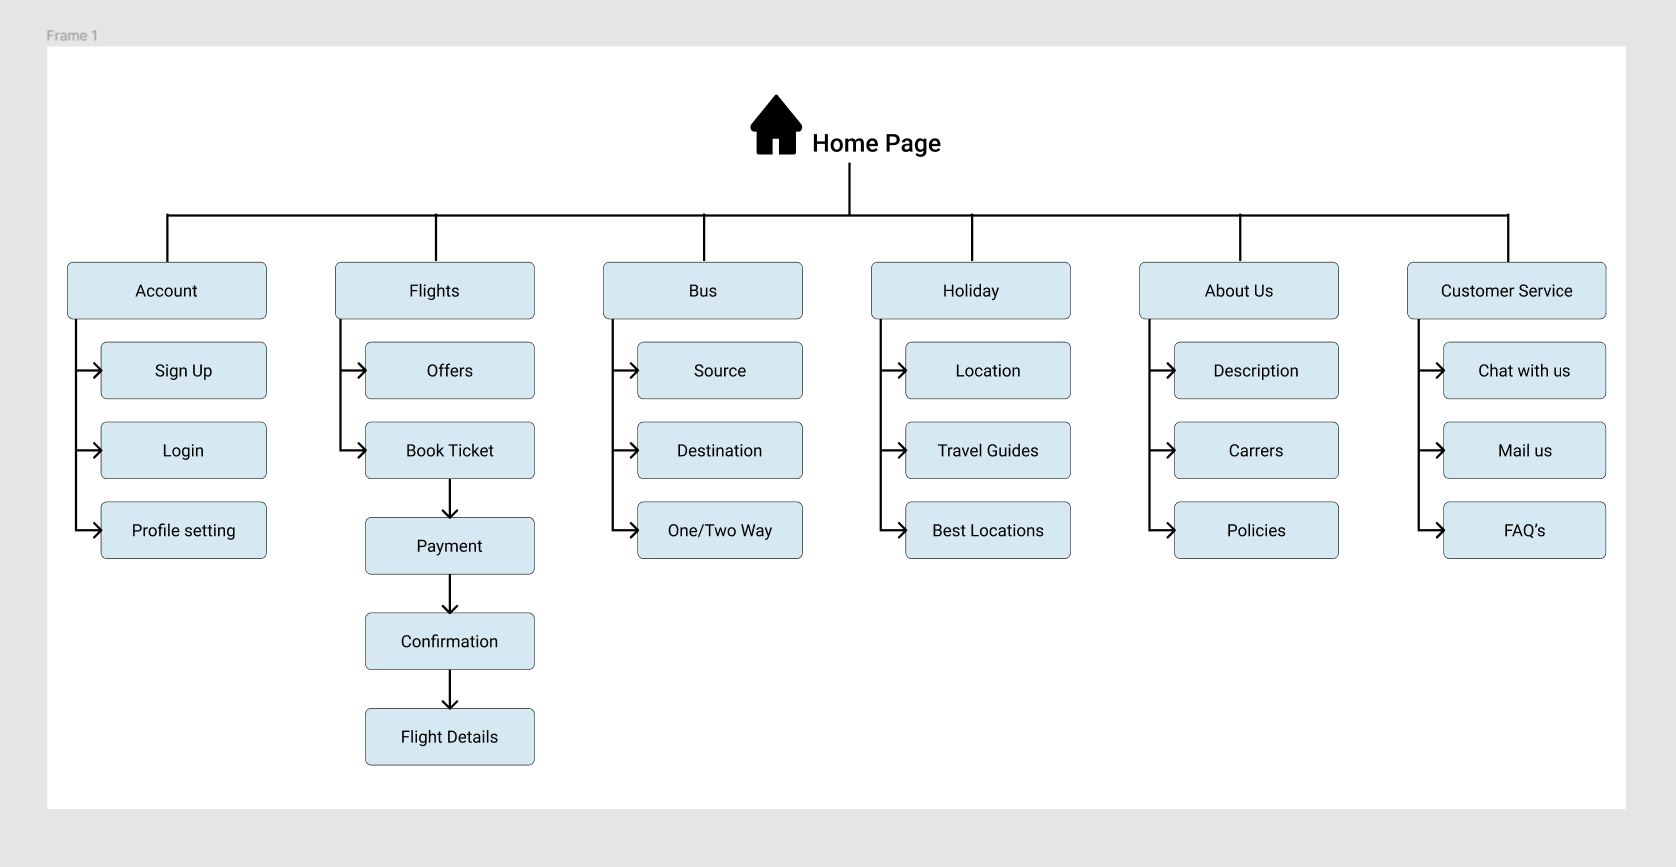 Frame 1
Home Page
Account
Flights
Bus
Holiday
About Us
Customer Service
Sign Up
Offers
Source
Location
Description
Chat with us
Login
Book Ticket
Destination
Travel Guides
Carrers
Mail us
Profile setting
Payment
One/Two Way
Best Locations
Policies
FAQ’s
Confirmation
Flight Details